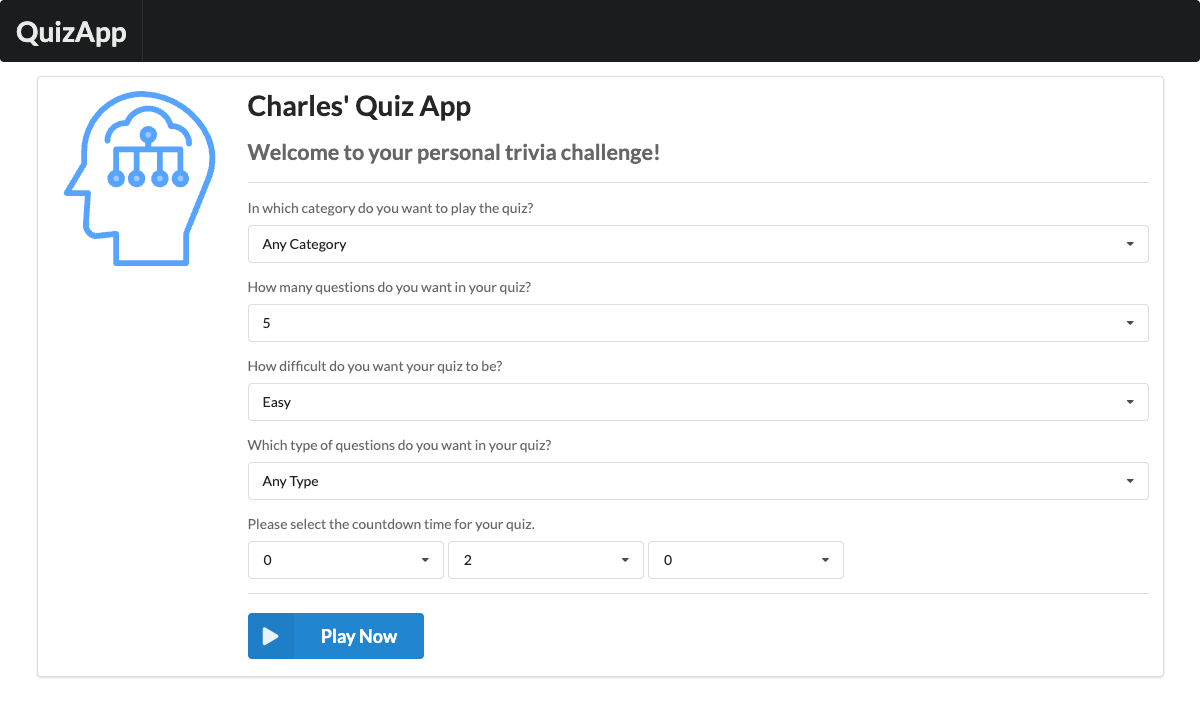 QuizApp
Charles' Quiz App
Welcome to your personal trivia challenge!
In which category do you want to play the quiz?
Any Category
How many questions do you want in your quiz?
5
How difficult do you want your quiz to be?
Easy
Which type of questions do you want in your quiz?
Any Type
Please select the countdown time for your quiz.
0 2 0
Play Now